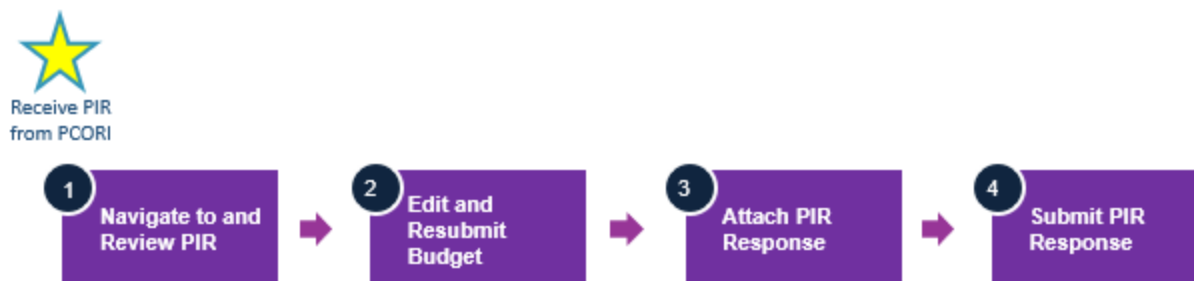 Receive PIR
from PCORI
1
Navigate to and
Review PIR
2
Edit and
Resubmit
Budget
3
Attach PIR
Response
4
Submit PIR
Response